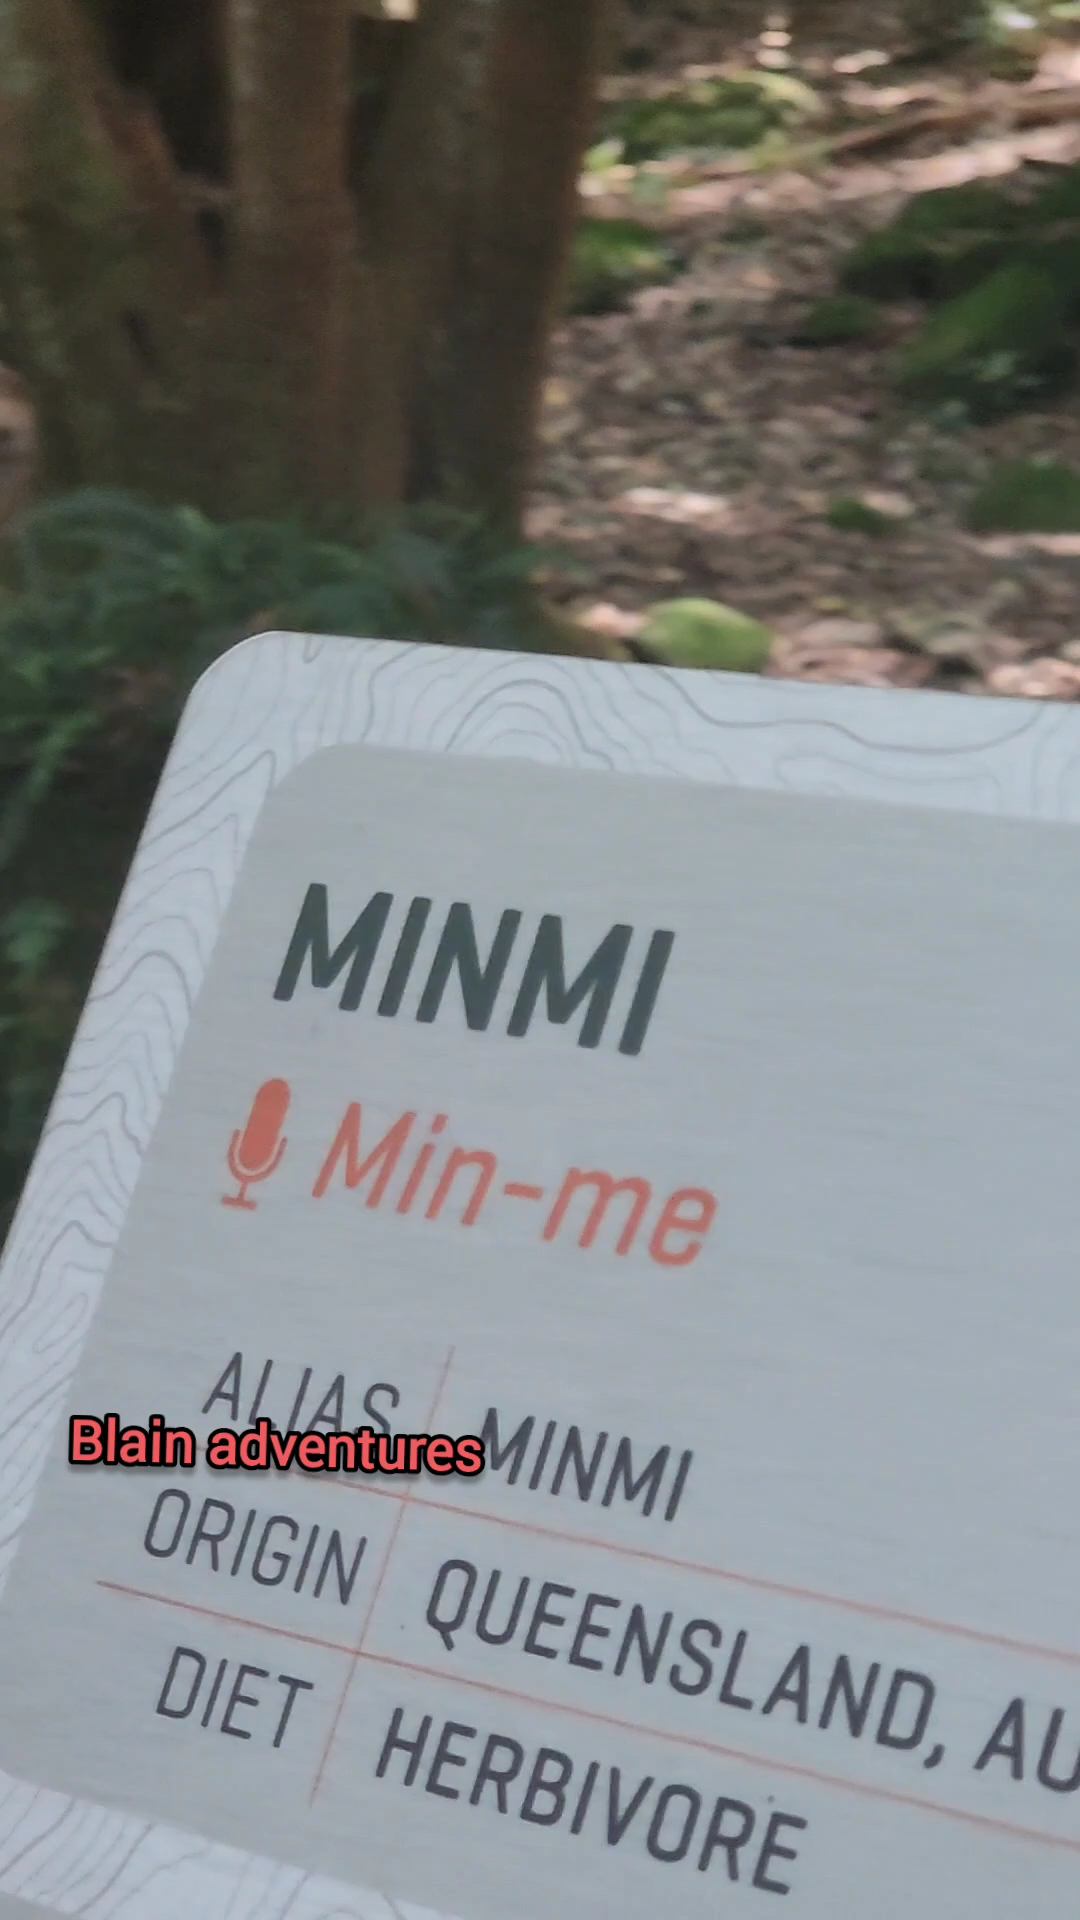 MINMI
Min-me
ALIAS MINMI
Blain adventures
ORIGIN QUEENSLAND, AU
DIET HERBIVORE